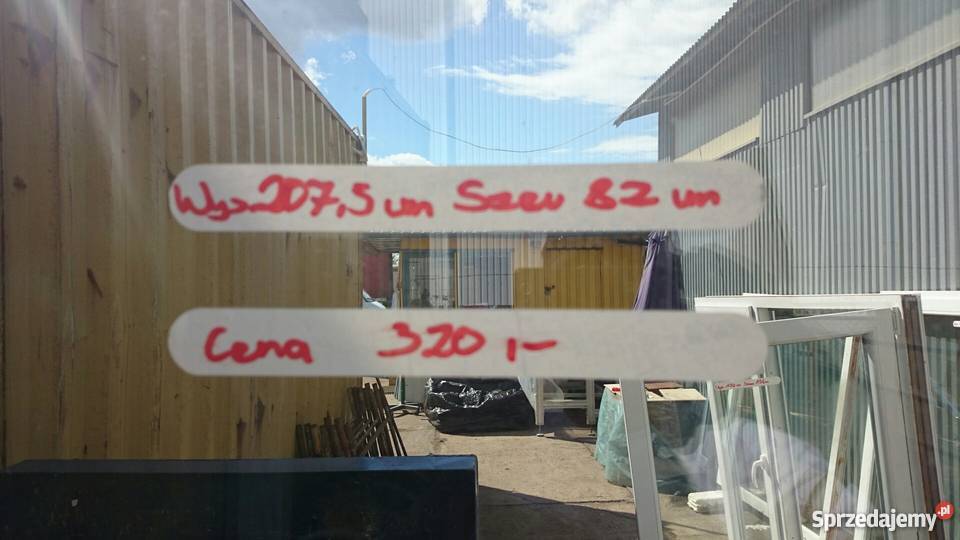 Wys. 207,5 cm Szer 82 cm
Cena 320,-
Sprzedajemy.pl